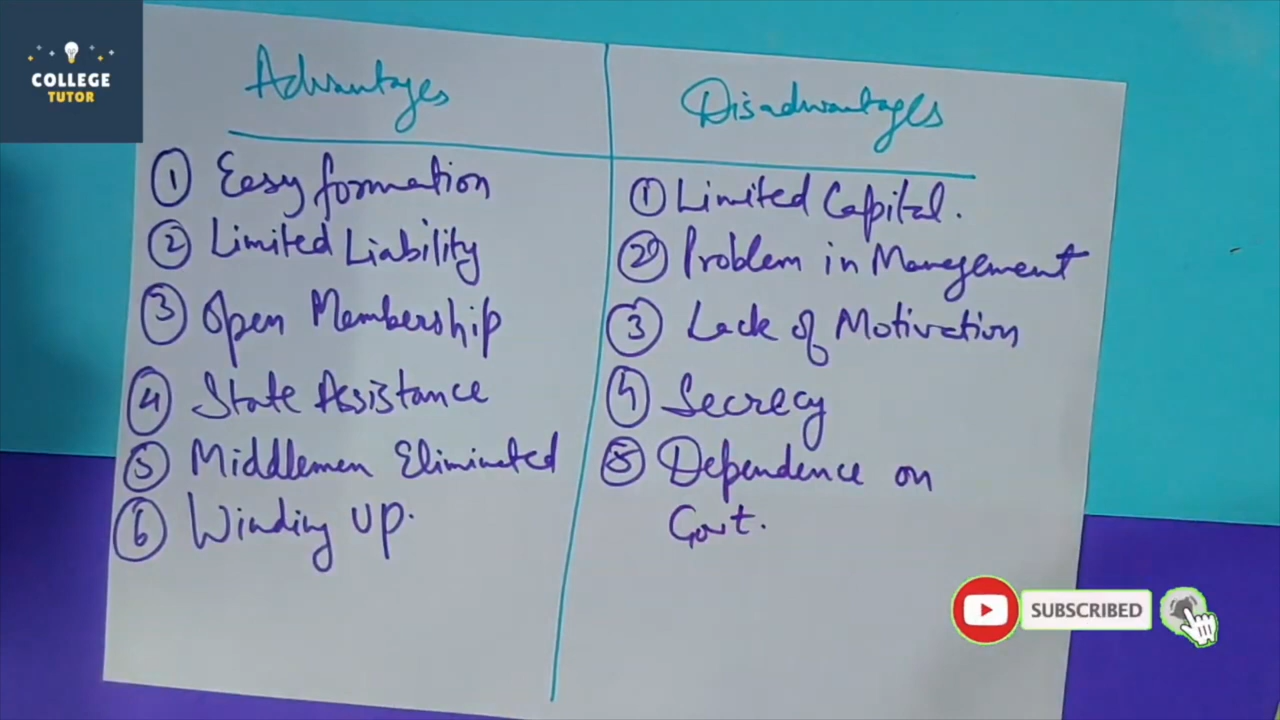 COLLEGE
TUTOR
Advantages
① Easy formation
② Limited Liability
③ Open Membership
④ State Assistance
⑤ Middlemen Eliminated
⑥ Winding Up.
Disadvantages
① Limited Capital.
② Problem in Management
③ Lack of Motivation
④ Secrecy
⑤ Dependence on
Govt.
SUBSCRIBED